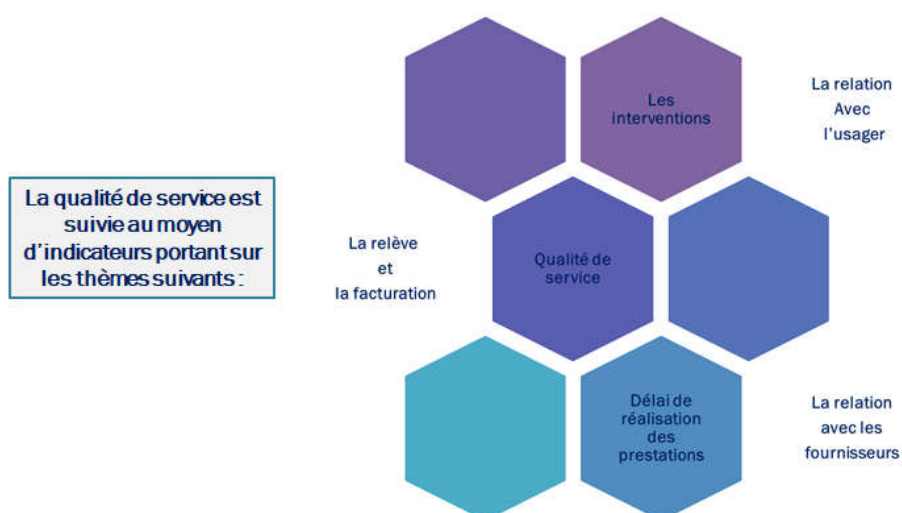 La qualité de service est
suivie au moyen
d'indicateurs portant sur
les thèmes suivants :
Les
interventions
La relation
Avec
l'usager
La relève
et
la facturation
Qualité de
service
Délai de
réalisation
des
prestations
La relation
avec les
fournisseurs